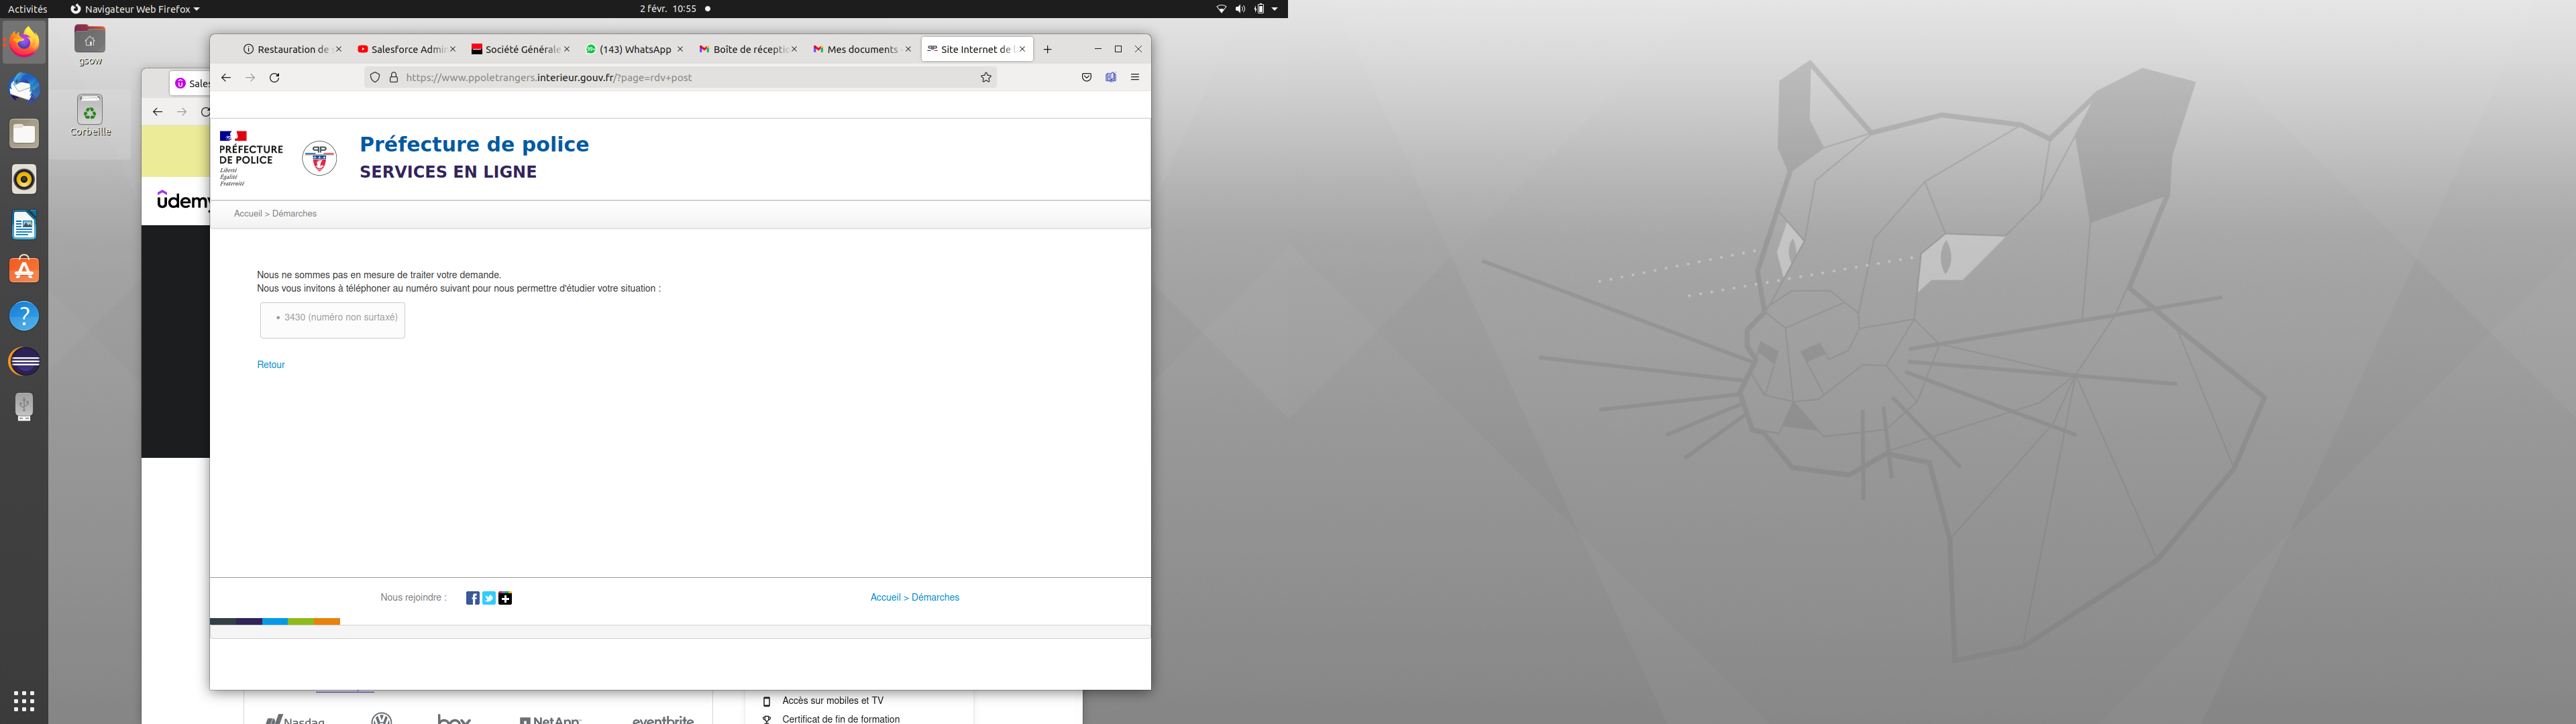 Activités
Navigateur Web Firefox
2 févr. 10:55
gsow
Corbeille
Sales
ûdemy
Restauration de
Salesforce Admin
Société Générale
(143) WhatsApp
Boîte de récepti
Mes documents
Site Internet de
https://www.ppoletrangers.interieur.gouv.fr/?page=rdv+post
PRÉFECTURE
DE POLICE
Liberté
Égalité
Fraternité
Préfecture de police
SERVICES EN LIGNE
Accueil > Démarches
Nous ne sommes pas en mesure de traiter votre demande.
Nous vous invitons à téléphoner au numéro suivant pour nous permettre d'étudier votre situation :
• 3430 (numéro non surtaxé)
Retour
Nous rejoindre :
Accueil > Démarches
Accès sur mobiles et TV
Certificat de fin de formation
Nasdaq
box
NetApp
eventbrite